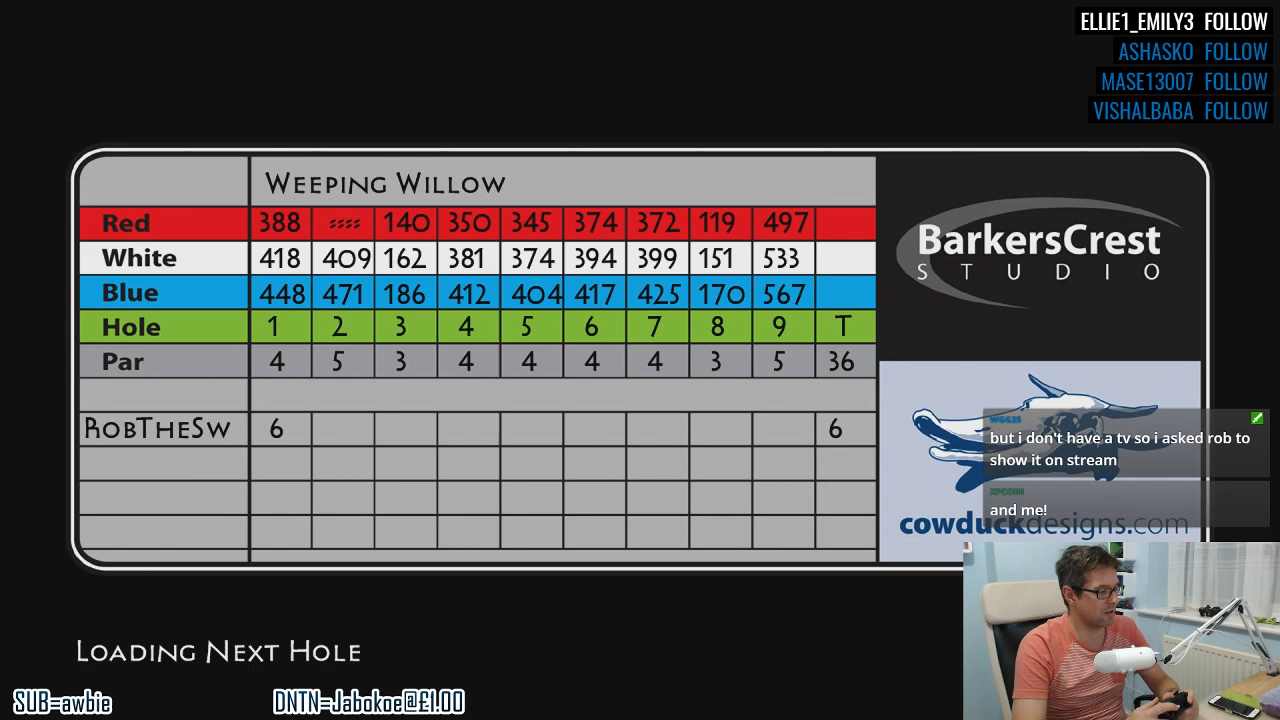 ELLIE1_EMILY3 FOLLOW
ASHASKO FOLLOW
MASE13007 FOLLOW
VISHALBABA FOLLOW
WEEPING WILLOW
Red 388 140 350 345 374 372 119 497
White 418 409 162 381 374 394 399 151 533
Blue 448 471 186 412 404 417 425 170 567
Hole 1 2 3 4 5 6 7 8 9 T
Par 4 5 3 4 4 4 4 3 5 36
ROBTHESW 6 6
BarkersCrest
STUDIO
but i don't have a tv so i asked rob to
show it on stream
and me!
cowduckdesigns.com
LOADING NEXT HOLE
SUB=awbie DNTN=Jabokoe@£1.00